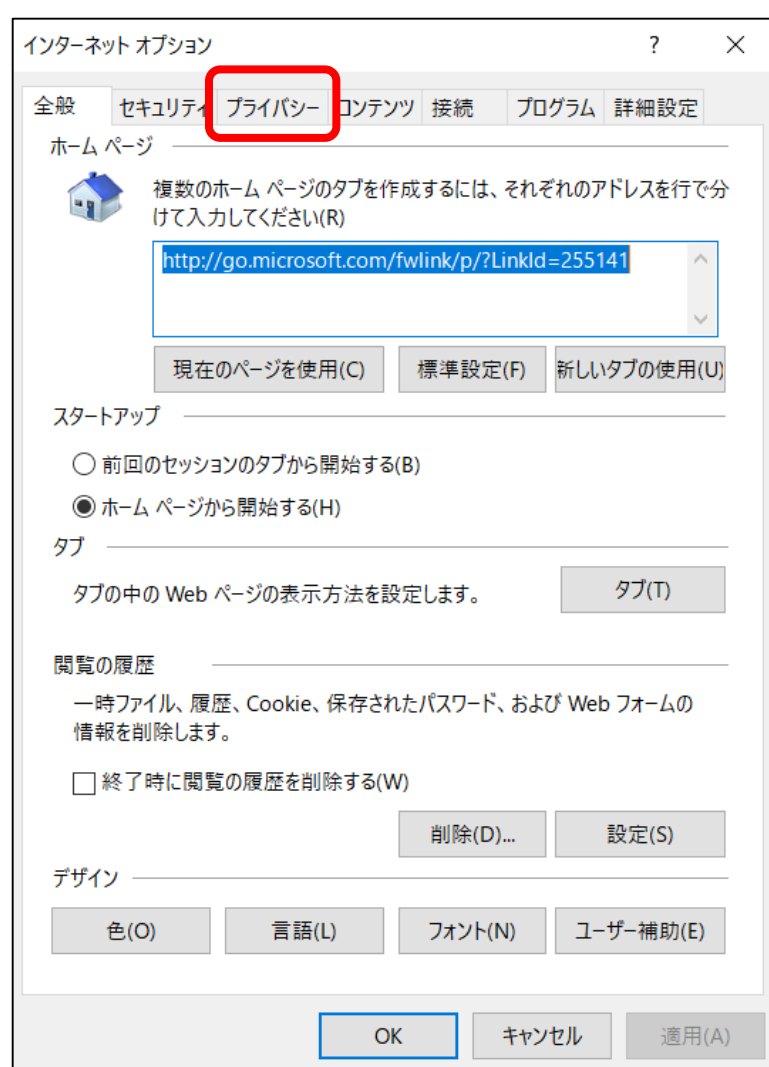 インターネット オプション ? ×
全般 セキュリティ プライバシー コンテンツ 接続 プログラム 詳細設定
ホーム ページ
複数のホーム ページのタブを作成するには、それぞれのアドレスを行で分
けて入力してください(R)
http://go.microsoft.com/fwlink/p/?LinkId=255141
現在のページを使用(C) 標準設定(F) 新しいタブの使用(U)
スタートアップ
前回のセッションのタブから開始する(B)
ホーム ページから開始する(H)
タブ
タブの中の Web ページの表示方法を設定します。 タブ(T)
閲覧の履歴
一時ファイル、履歴、Cookie、保存されたパスワード、および Web フォームの
情報を削除します。
終了時に閲覧の履歴を削除する(W)
削除(D)... 設定(S)
デザイン
色(O) 言語(L) フォント(N) ユーザー補助(E)
OK キャンセル 適用(A)